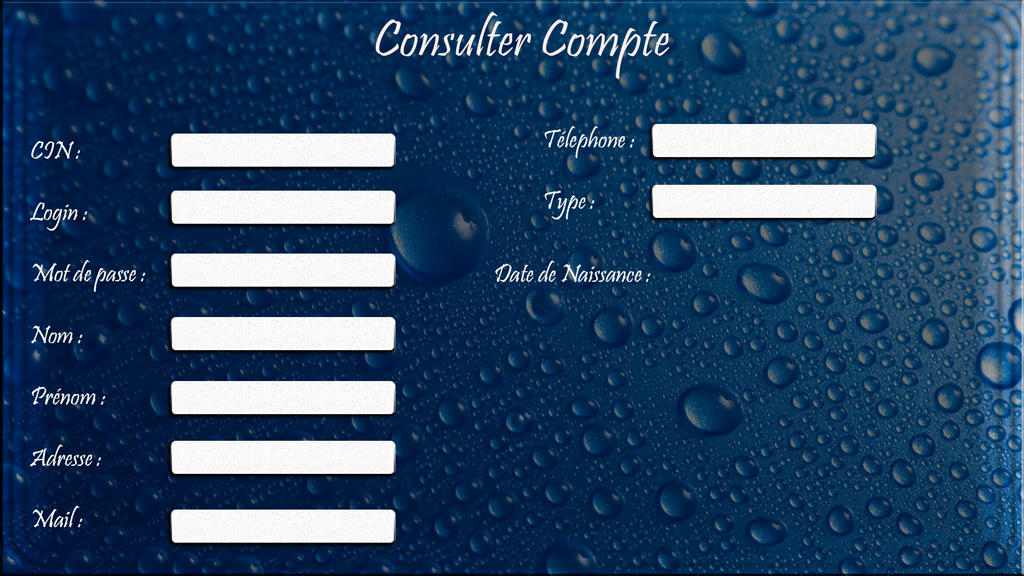 Consulter Compte
CIN :
Login :
Mot de passe :
Nom :
Prénom :
Adresse :
Mail :
Télephone :
Type :
Date de Naissance :